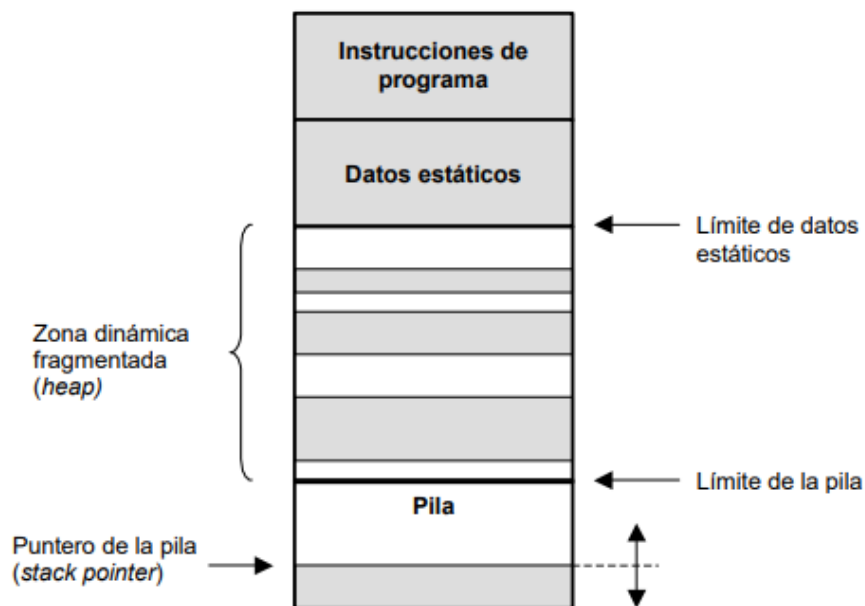 Instrucciones de
programa
Datos estáticos
Límite de datos
estáticos
Zona dinámica
fragmentada
(heap)
Límite de la pila
Pila
Puntero de la pila
(stack pointer)